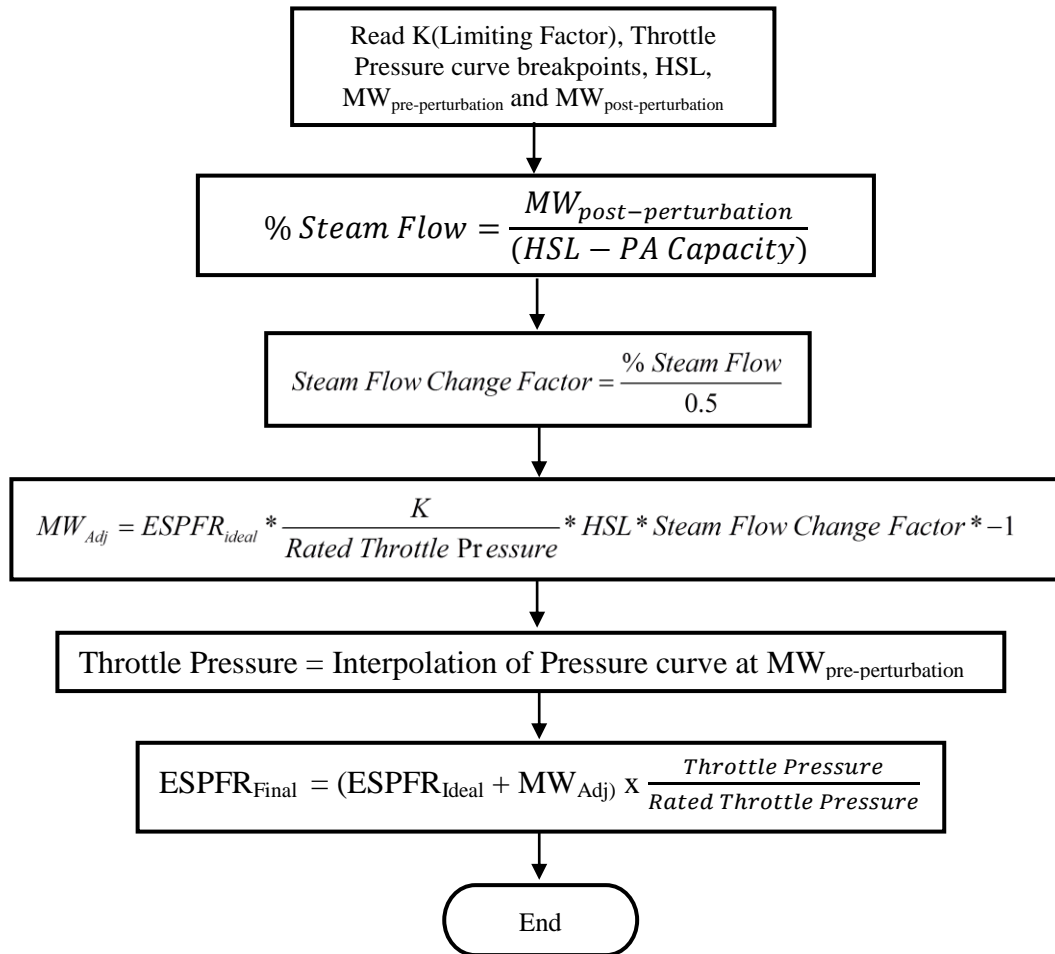 Read K(Limiting Factor), Throttle
Pressure curve breakpoints, HSL,
MWpre-perturbation and MWpost-perturbation
% Steam Flow = MWpost−perturbation / (HSL − PA Capacity)
Steam Flow Change Factor = % Steam Flow / 0.5
MWAdj = ESPFRideal * K / Rated Throttle Pressure * HSL * Steam Flow Change Factor * −1
Throttle Pressure = Interpolation of Pressure curve at MWpre-perturbation
ESPFRFinal = (ESPFRIdeal + MWAdj) x Throttle Pressure / Rated Throttle Pressure
End